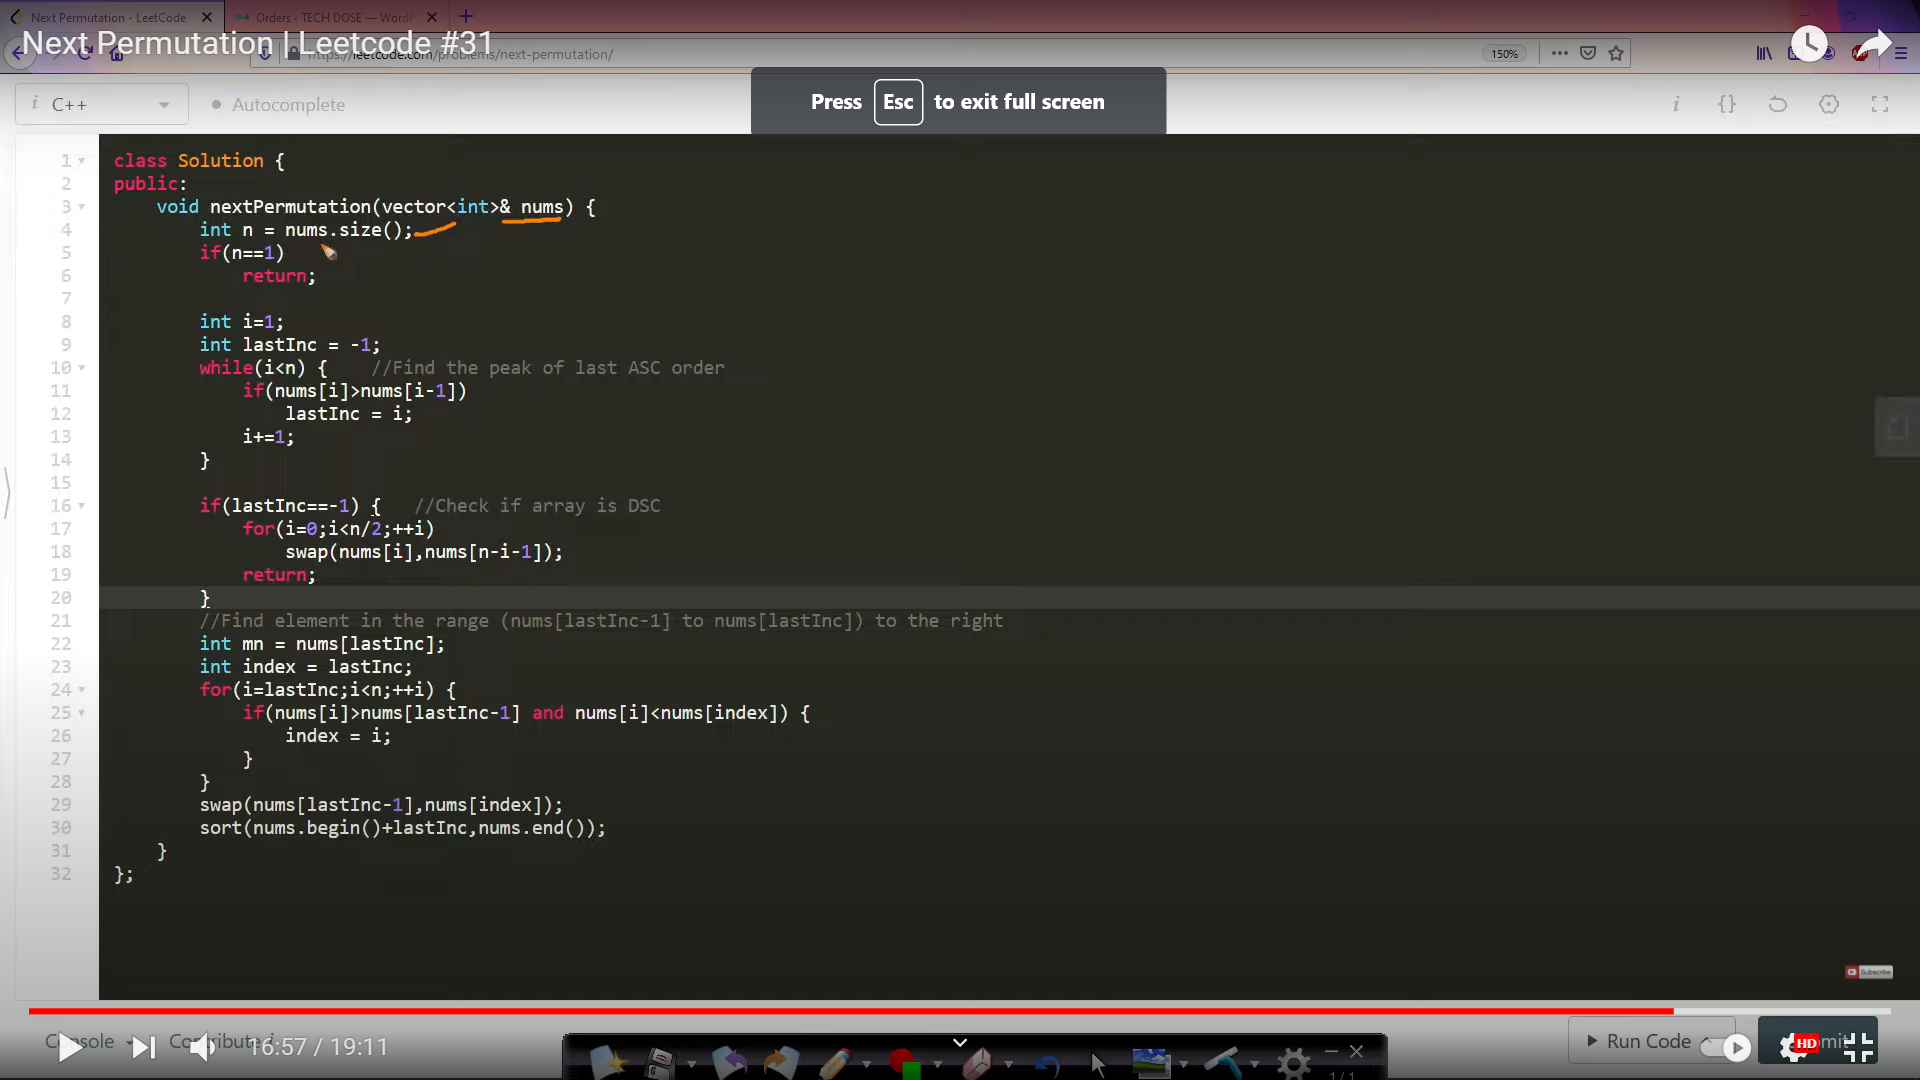 Next Permutation - LeetCode
Orders ‹ TECH DOSE — WordP
Next Permutation | Leetcode #31
https://leetcode.com/problems/next-permutation/
150%
Press Esc to exit full screen
i C++
Autocomplete
1 class Solution {
2 public:
3 void nextPermutation(vector<int>& nums) {
4 int n = nums.size();
5 if(n==1)
6 return;
7
8 int i=1;
9 int lastInc = -1;
10 while(i<n) { //Find the peak of last ASC order
11 if(nums[i]>nums[i-1])
12 lastInc = i;
13 i+=1;
14 }
15
16 if(lastInc==-1) { //Check if array is DSC
17 for(i=0;i<n/2;++i)
18 swap(nums[i],nums[n-i-1]);
19 return;
20 }
21 //Find element in the range (nums[lastInc-1] to nums[lastInc]) to the right
22 int mn = nums[lastInc];
23 int index = lastInc;
24 for(i=lastInc;i<n;++i) {
25 if(nums[i]>nums[lastInc-1] and nums[i]<nums[index]) {
26 index = i;
27 }
28 }
29 swap(nums[lastInc-1],nums[index]);
30 sort(nums.begin()+lastInc,nums.end());
31 }
32 };
Subscribe
Console
Contribute i
16:57 / 19:11
Run Code
HD
1/1